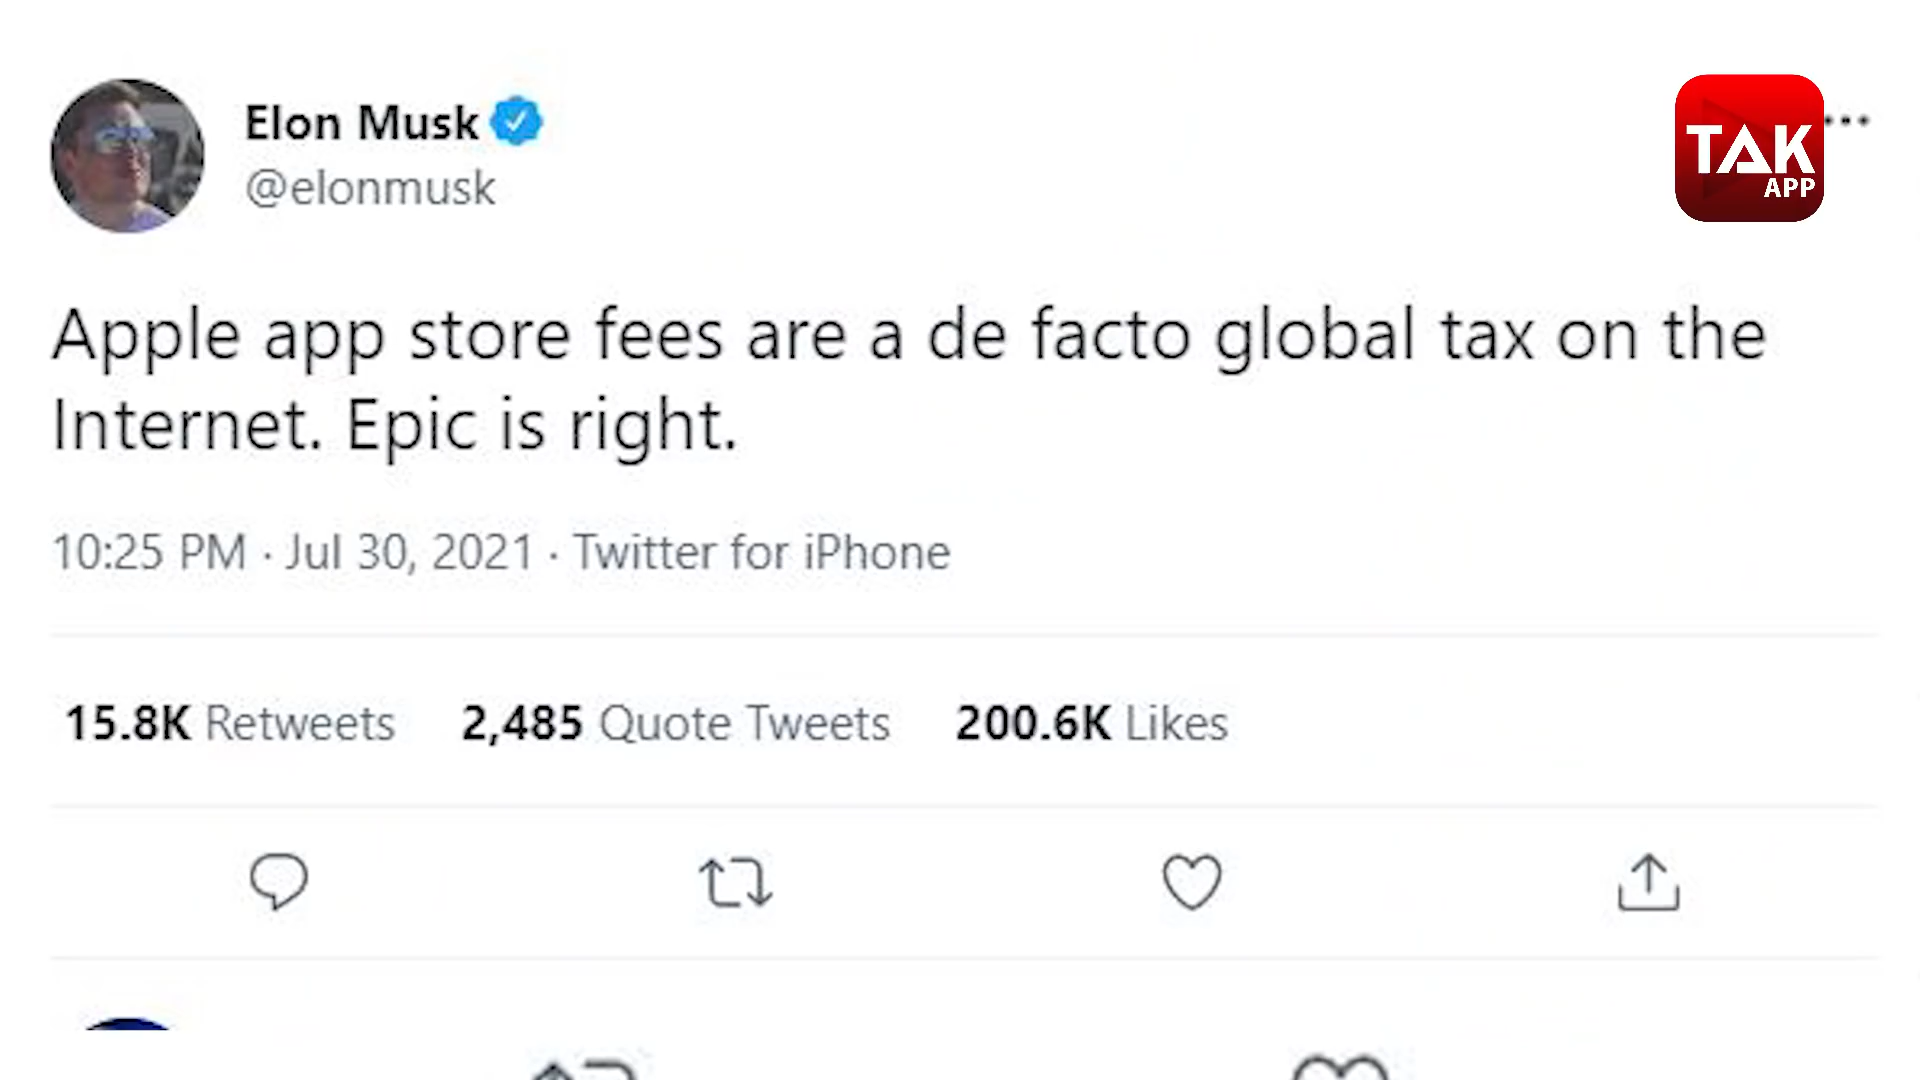 Elon Musk
@elonmusk
TAK
APP
Apple app store fees are a de facto global tax on the
Internet. Epic is right.
10:25 PM · Jul 30, 2021 · Twitter for iPhone
15.8K Retweets 2,485 Quote Tweets 200.6K Likes